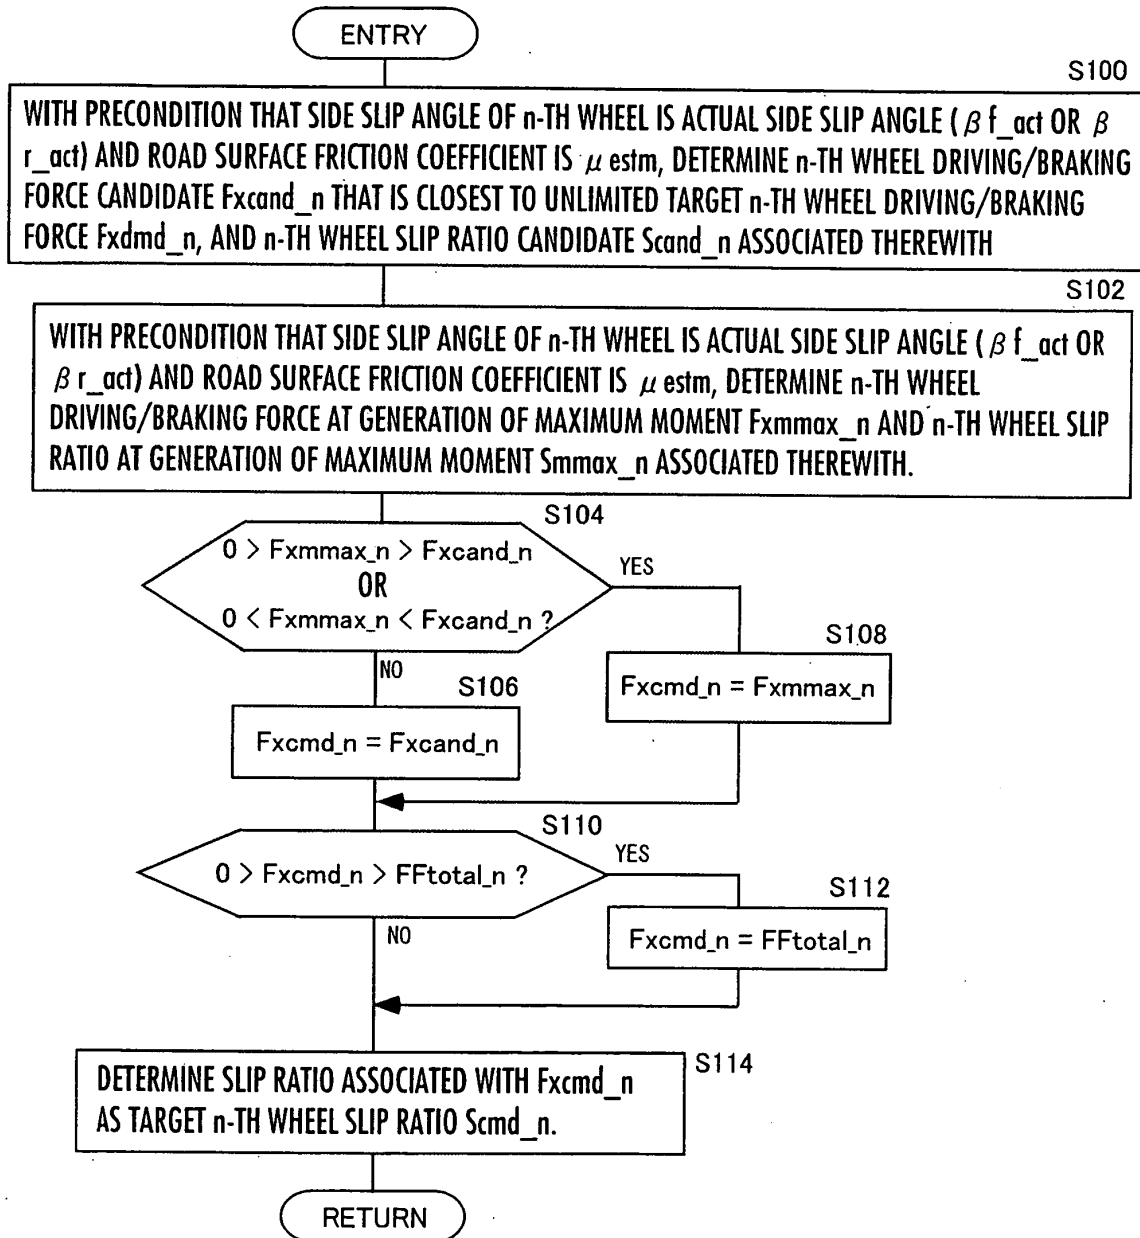 ENTRY
S100
WITH PRECONDITION THAT SIDE SLIP ANGLE OF n-TH WHEEL IS ACTUAL SIDE SLIP ANGLE ( β f_act OR β
r_act) AND ROAD SURFACE FRICTION COEFFICIENT IS μ estm, DETERMINE n-TH WHEEL DRIVING/BRAKING
FORCE CANDIDATE Fxcand_n THAT IS CLOSEST TO UNLIMITED TARGET n-TH WHEEL DRIVING/BRAKING
FORCE Fxdmd_n, AND n-TH WHEEL SLIP RATIO CANDIDATE Scand_n ASSOCIATED THEREWITH
S102
WITH PRECONDITION THAT SIDE SLIP ANGLE OF n-TH WHEEL IS ACTUAL SIDE SLIP ANGLE ( β f_act OR
β r_act) AND ROAD SURFACE FRICTION COEFFICIENT IS μ estm, DETERMINE n-TH WHEEL
DRIVING/BRAKING FORCE AT GENERATION OF MAXIMUM MOMENT Fxmmax_n AND n-TH WHEEL SLIP
RATIO AT GENERATION OF MAXIMUM MOMENT Smmax_n ASSOCIATED THEREWITH.
S104
0 > Fxmmax_n > Fxcand_n
OR
0 < Fxmmax_n < Fxcand_n ?
YES
NO
S108
Fxcmd_n = Fxmmax_n
S106
Fxcmd_n = Fxcand_n
S110
0 > Fxcmd_n > FFtotal_n ?
YES
NO
S112
Fxcmd_n = FFtotal_n
S114
DETERMINE SLIP RATIO ASSOCIATED WITH Fxcmd_n
AS TARGET n-TH WHEEL SLIP RATIO Scmd_n.
RETURN